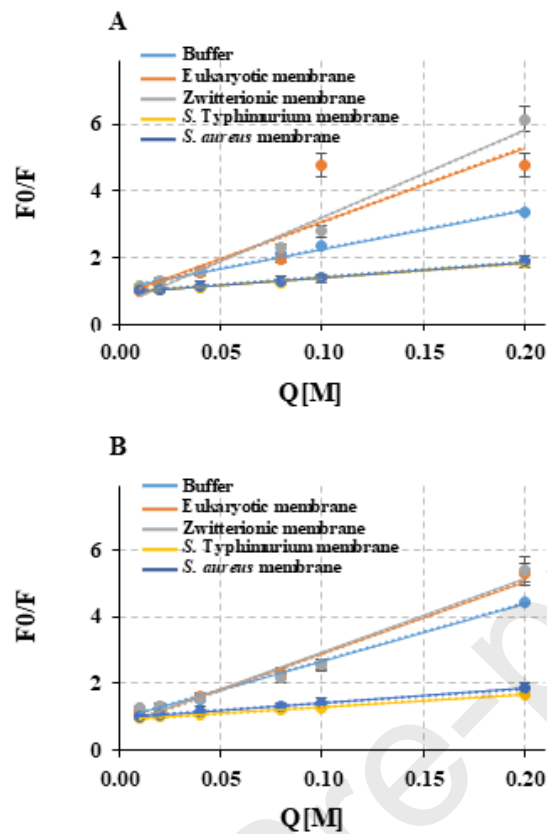 A
Buffer
Eukaryotic membrane
Zwitterionic membrane
S. Typhimurium membrane
S. aureus membrane
F0/F
6
4
2
0
0.00 0.05 0.10 0.15 0.20
Q[M]
B
Buffer
Eukaryotic membrane
Zwitterionic membrane
S. Typhimurium membrane
S. aureus membrane
F0/F
6
4
2
0
0.00 0.05 0.10 0.15 0.20
Q[M]
re-p